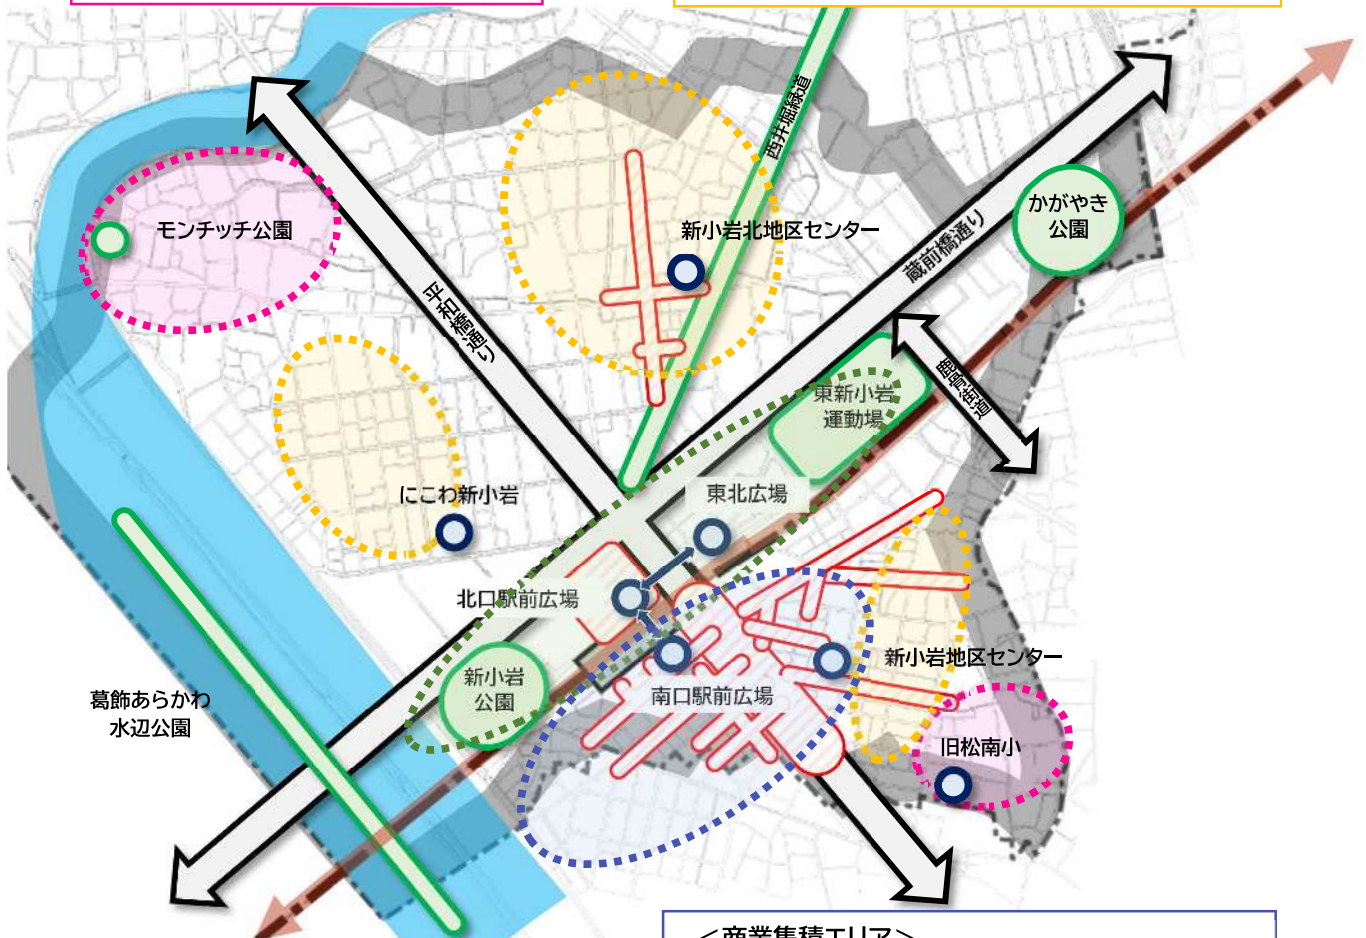 西井堀緑道
かがやき
公園
モンチッチ公園
新小岩北地区センター
蔵前橋通り
平和橋通り
鹿骨街道
東新小岩
運動場
にこわ新小岩
東北広場
北口駅前広場
新小岩地区センター
新小岩
公園
南口駅前広場
葛飾あらかわ
水辺公園
旧松南小
＜商業集積エリア＞